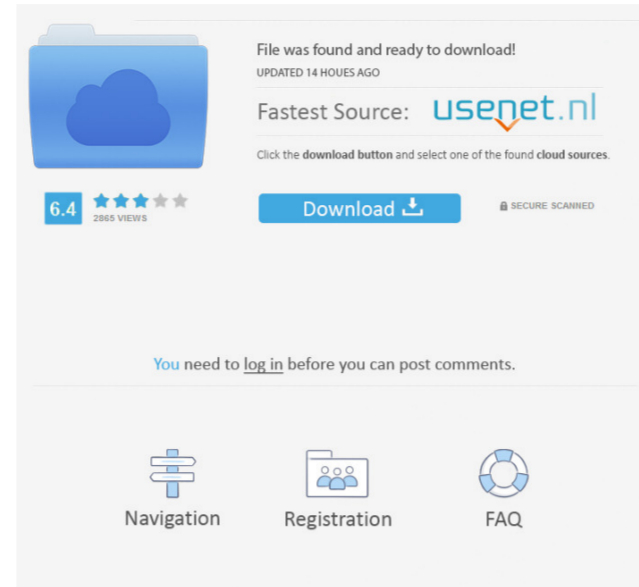 File was found and ready to download!
UPDATED 14 HOUES AGO
Fastest Source: usenet.nl
Click the download button and select one of the found cloud sources.
6.4
2865 VIEWS
Download
SECURE SCANNED
You need to log in before you can post comments.
Navigation
Registration
FAQ